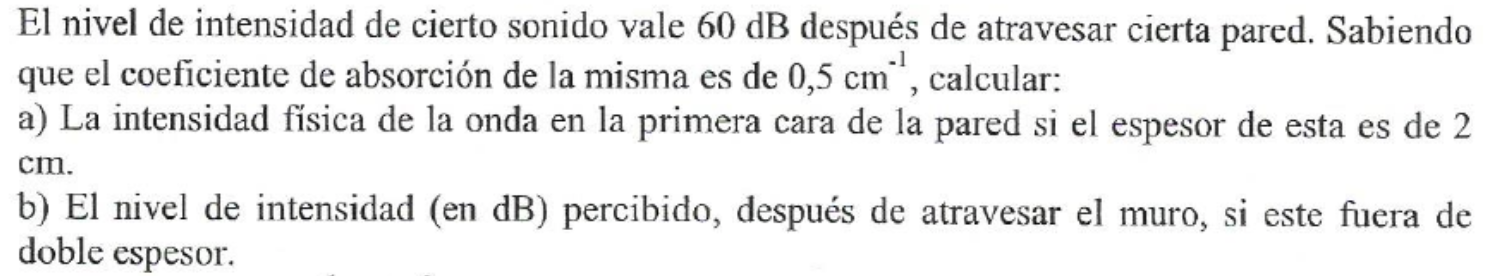 El nivel de intensidad de cierto sonido vale 60 dB después de atravesar cierta pared. Sabiendo
que el coeficiente de absorción de la misma es de 0,5 cm⁻¹, calcular:
a) La intensidad física de la onda en la primera cara de la pared si el espesor de esta es de 2
cm.
b) El nivel de intensidad (en dB) percibido, después de atravesar el muro, si este fuera de
doble espesor.